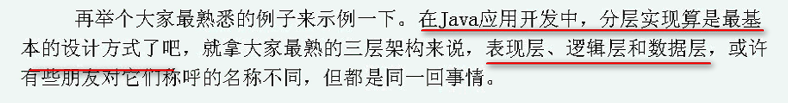 再举个大家最熟悉的例子来示例一下。在Java应用开发中，分层实现算是最基
本的设计方式了吧，就拿大家最熟的三层架构来说，表现层、逻辑层和数据层，或许
有些朋友对它们称呼的名称不同，但都是同一回事情。